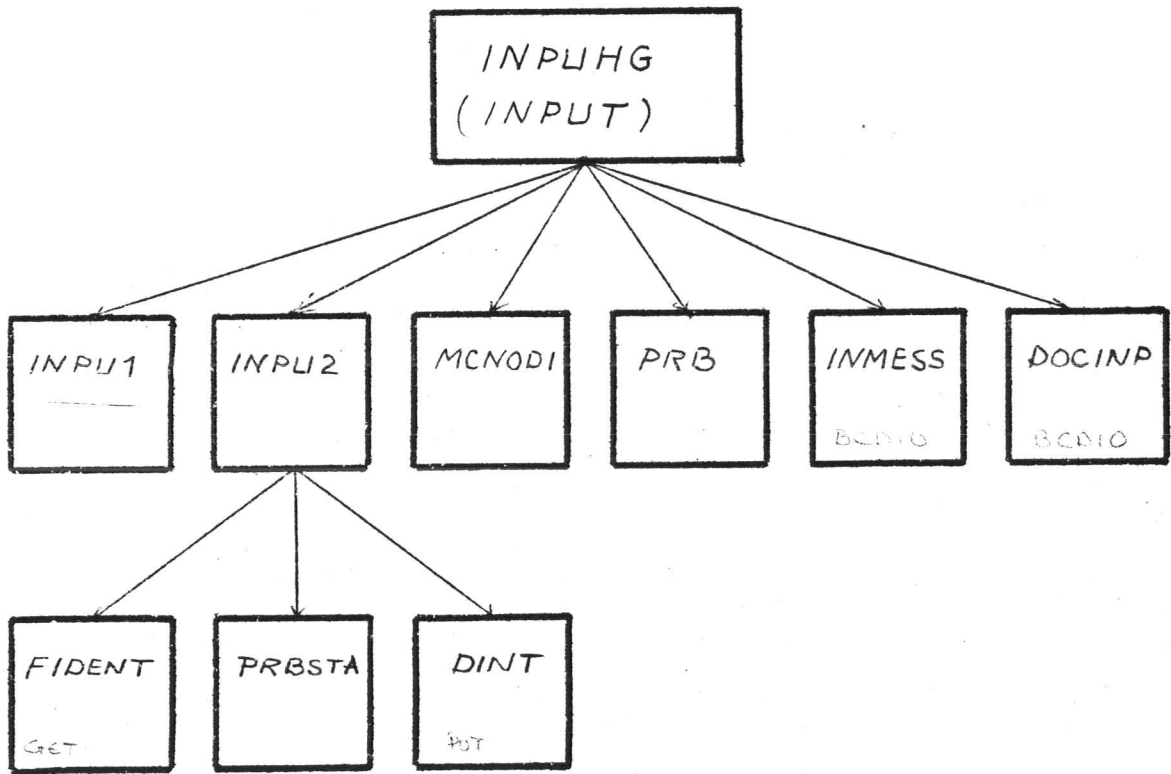 INPUHG
(INPUT)
INPU1
INPU2
MCNODI
PRB
INMESS
BCDIO
DOCINP
BCDIO
FIDENT
GET
PRBSTA
DINT
PUT